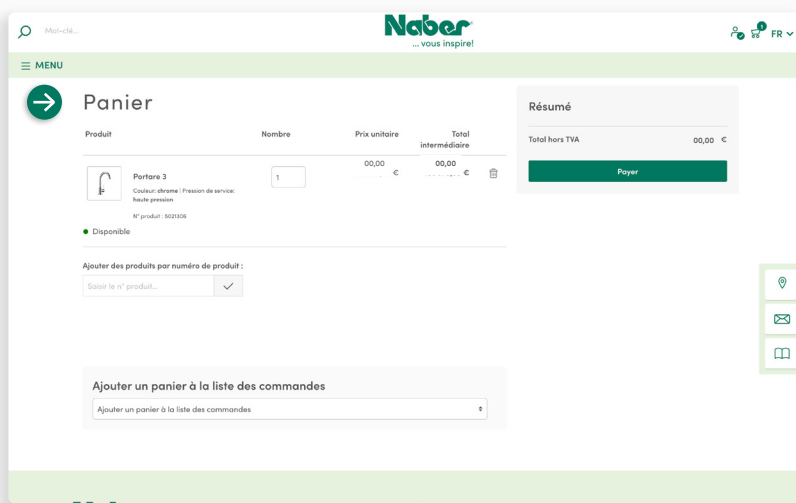 Mot-clé...
Naber
... vous inspire!
1
FR
MENU
Panier
Produit Nombre Prix unitaire Total intermédiaire
00,00 € 00,00 €
Portare 3
1
Couleur: chrome | Pression de service:
haute pression
N° produit : 5021306
Disponible
Ajouter des produits par numéro de produit :
Saisir le n° produit...
Résumé
Total hors TVA 00,00 €
Payer
Ajouter un panier à la liste des commandes
Ajouter un panier à la liste des commandes